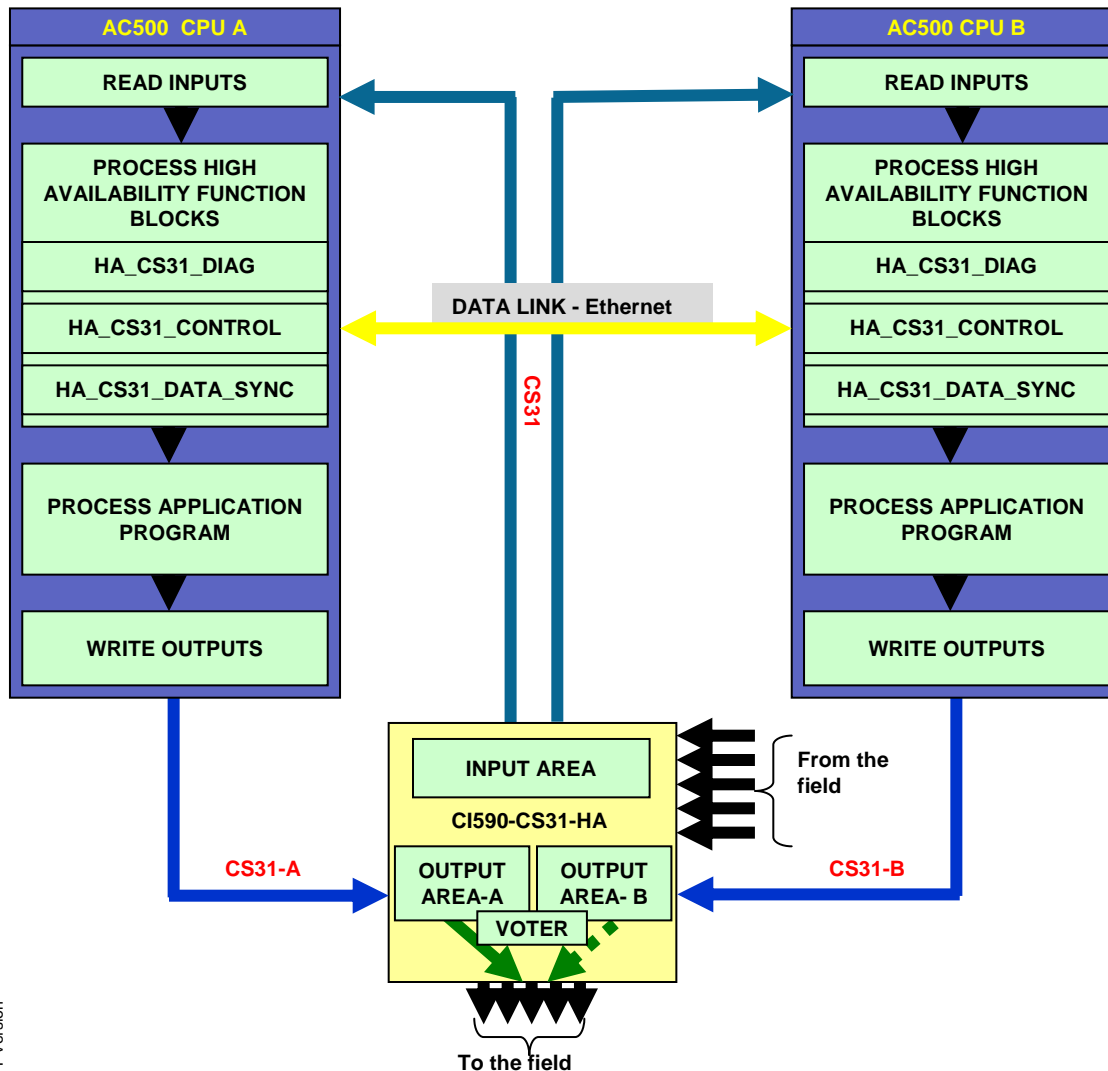 AC500 CPU A
READ INPUTS
PROCESS HIGH
AVAILABILITY FUNCTION
BLOCKS
HA_CS31_DIAG
HA_CS31_CONTROL
HA_CS31_DATA_SYNC
PROCESS APPLICATION
PROGRAM
WRITE OUTPUTS
AC500 CPU B
READ INPUTS
PROCESS HIGH
AVAILABILITY FUNCTION
BLOCKS
HA_CS31_DIAG
HA_CS31_CONTROL
HA_CS31_DATA_SYNC
PROCESS APPLICATION
PROGRAM
WRITE OUTPUTS
DATA LINK - Ethernet
CS31
INPUT AREA
CI590-CS31-HA
From the
field
CS31-A
OUTPUT
AREA-A
OUTPUT
AREA- B
VOTER
CS31-B
To the field